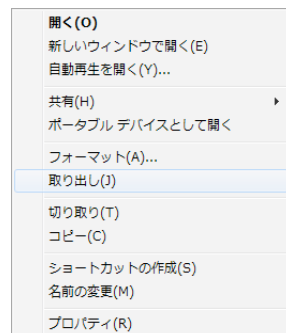 開く(O)
新しいウィンドウで開く(E)
自動再生を開く(Y)...
共有(H)
ポータブル デバイスとして開く
フォーマット(A)...
取り出し(J)
切り取り(T)
コピー(C)
ショートカットの作成(S)
名前の変更(M)
プロパティ(R)